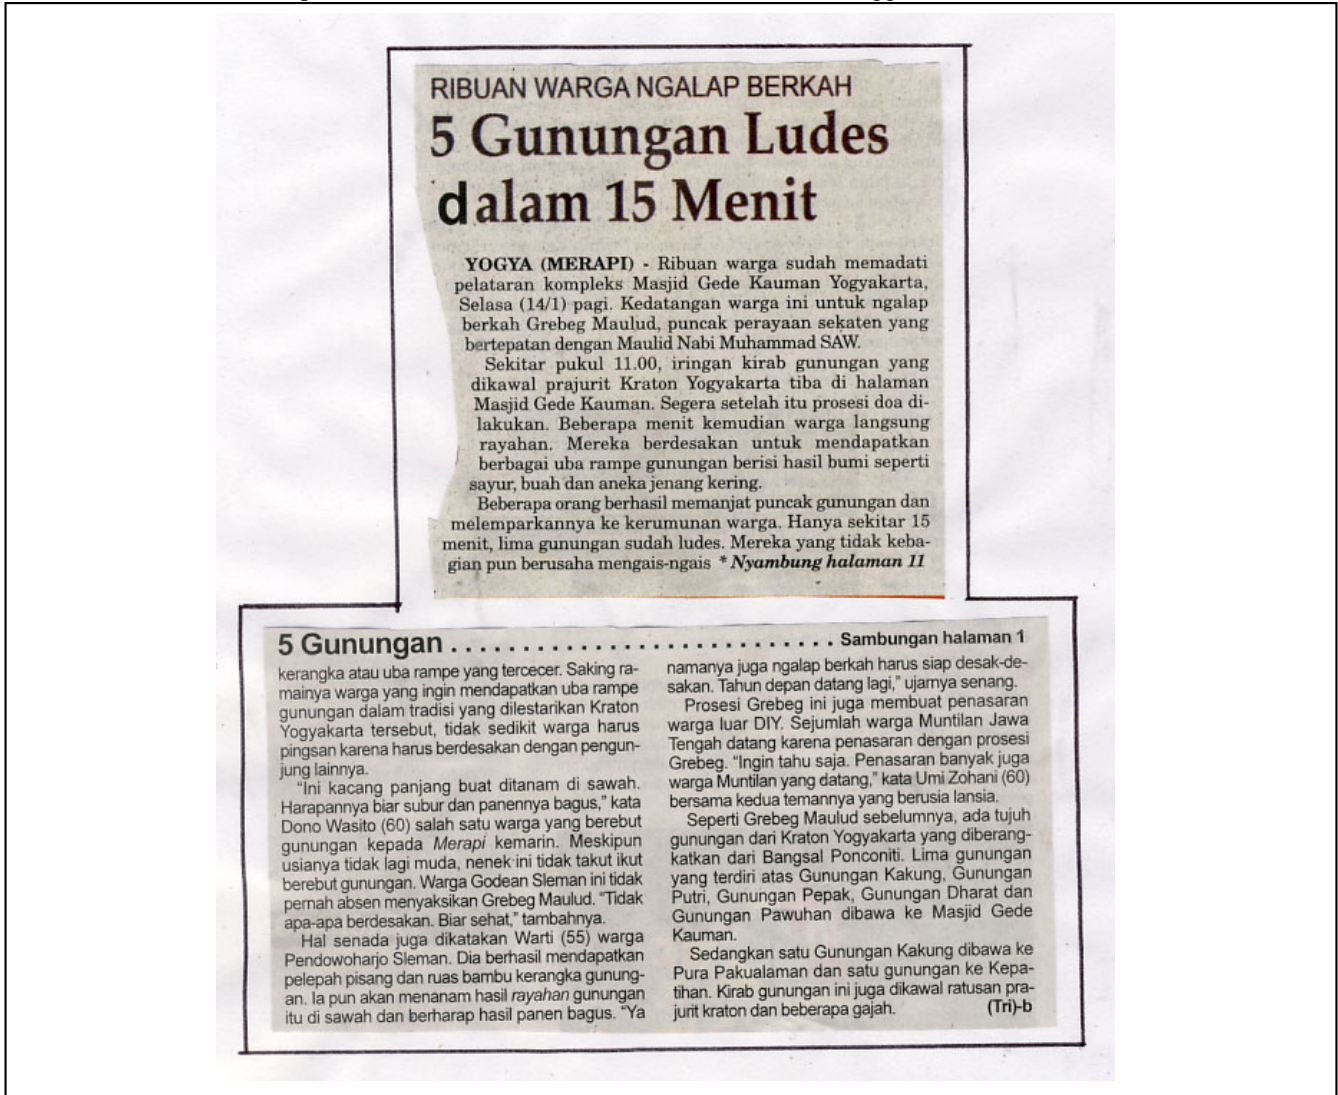 RIBUAN WARGA NGALAP BERKAH
5 Gunungan Ludes
dalam 15 Menit
YOGYA (MERAPI) - Ribuan warga sudah memadati
pelataran kompleks Masjid Gede Kauman Yogyakarta,
Selasa (14/1) pagi. Kedatangan warga ini untuk ngalap
berkah Grebeg Maulud, puncak perayaan sekaten yang
bertepatan dengan Maulid Nabi Muhammad SAW.
Sekitar pukul 11.00, iringan kirab gunungan yang
dikawal prajurit Kraton Yogyakarta tiba di halaman
Masjid Gede Kauman. Segera setelah itu prosesi doa di-
lakukan. Beberapa menit kemudian warga langsung
rayahan. Mereka berdesakan untuk mendapatkan
berbagai uba rampe gunungan berisi hasil bumi seperti
sayur, buah dan aneka jenang kering.
Beberapa orang berhasil memanjat puncak gunungan dan
melemparkannya ke kerumunan warga. Hanya sekitar 15
menit, lima gunungan sudah ludes. Mereka yang tidak keba-
gian pun berusaha mengais-ngais * Nyambung halaman 11
5 Gunungan . . . . . . . . . . . . . . . . . . . . . . . . . . . . Sambungan halaman 1
kerangka atau uba rampe yang tercecer. Saking ra-
mainya warga yang ingin mendapatkan uba rampe
gunungan dalam tradisi yang dilestarikan Kraton
Yogyakarta tersebut, tidak sedikit warga harus
pingsan karena harus berdesakan dengan pengun-
jung lainnya.
"Ini kacang panjang buat ditanam di sawah.
Harapannya biar subur dan panennya bagus," kata
Dono Wasito (60) salah satu warga yang berebut
gunungan kepada Merapi kemarin. Meskipun
usianya tidak lagi muda, nenek ini tidak takut ikut
berebut gunungan. Warga Godean Sleman ini tidak
pernah absen menyaksikan Grebeg Maulud. "Tidak
apa-apa berdesakan. Biar sehat," tambahnya.
Hal senada juga dikatakan Warti (55) warga
Pendowoharjo Sleman. Dia berhasil mendapatkan
pelepah pisang dan ruas bambu kerangka gunung-
an. Ia pun akan menanam hasil rayahan gunungan
itu di sawah dan berharap hasil panen bagus. "Ya
namanya juga ngalap berkah harus siap desak-de-
sakan. Tahun depan datang lagi," ujarnya senang.
Prosesi Grebeg ini juga membuat penasaran
warga luar DIY. Sejumlah warga Muntilan Jawa
Tengah datang karena penasaran dengan prosesi
Grebeg. "Ingin tahu saja. Penasaran banyak juga
warga Muntilan yang datang," kata Umi Zohani (60)
bersama kedua temannya yang berusia lansia.
Seperti Grebeg Maulud sebelumnya, ada tujuh
gunungan dari Kraton Yogyakarta yang diberang-
katkan dari Bangsal Ponconiti. Lima gunungan
yang terdiri atas Gunungan Kakung, Gunungan
Putri, Gunungan Pepak, Gunungan Dharat dan
Gunungan Pawuhan dibawa ke Masjid Gede
Kauman.
Sedangkan satu Gunungan Kakung dibawa ke
Pura Pakualaman dan satu gunungan ke Kepa-
tihan. Kirab gunungan ini juga dikawal ratusan pra-
jurit kraton dan beberapa gajah. (Tri)-b